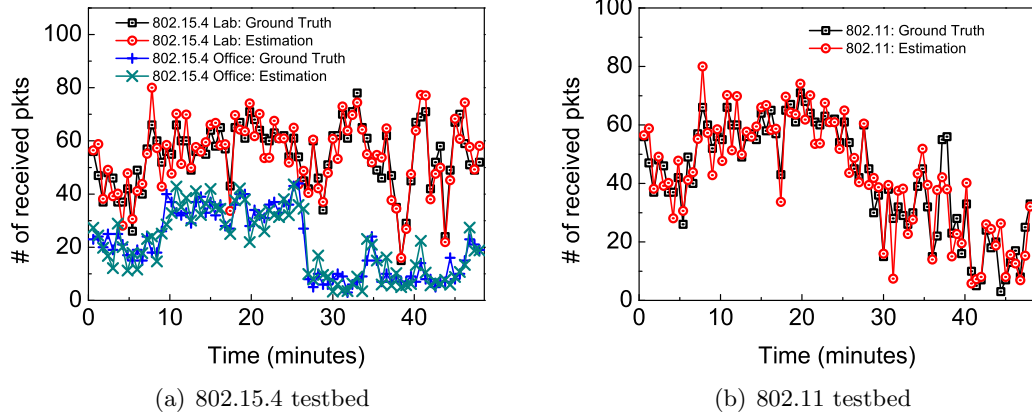 802.15.4 Lab: Ground Truth
802.15.4 Lab: Estimation
802.15.4 Office: Ground Truth
802.15.4 Office: Estimation
# of received pkts
100
80
60
40
20
0
0 10 20 30 40
Time (minutes)
(a) 802.15.4 testbed
802.11: Ground Truth
802.11: Estimation
# of received pkts
100
80
60
40
20
0
0 10 20 30 40
Time (minutes)
(b) 802.11 testbed